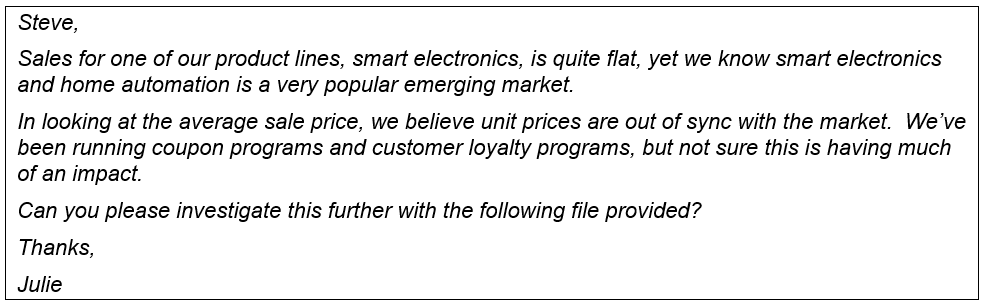 Steve,
Sales for one of our product lines, smart electronics, is quite flat, yet we know smart electronics
and home automation is a very popular emerging market.
In looking at the average sale price, we believe unit prices are out of sync with the market.  We’ve
been running coupon programs and customer loyalty programs, but not sure this is having much
of an impact.
Can you please investigate this further with the following file provided?
Thanks,
Julie